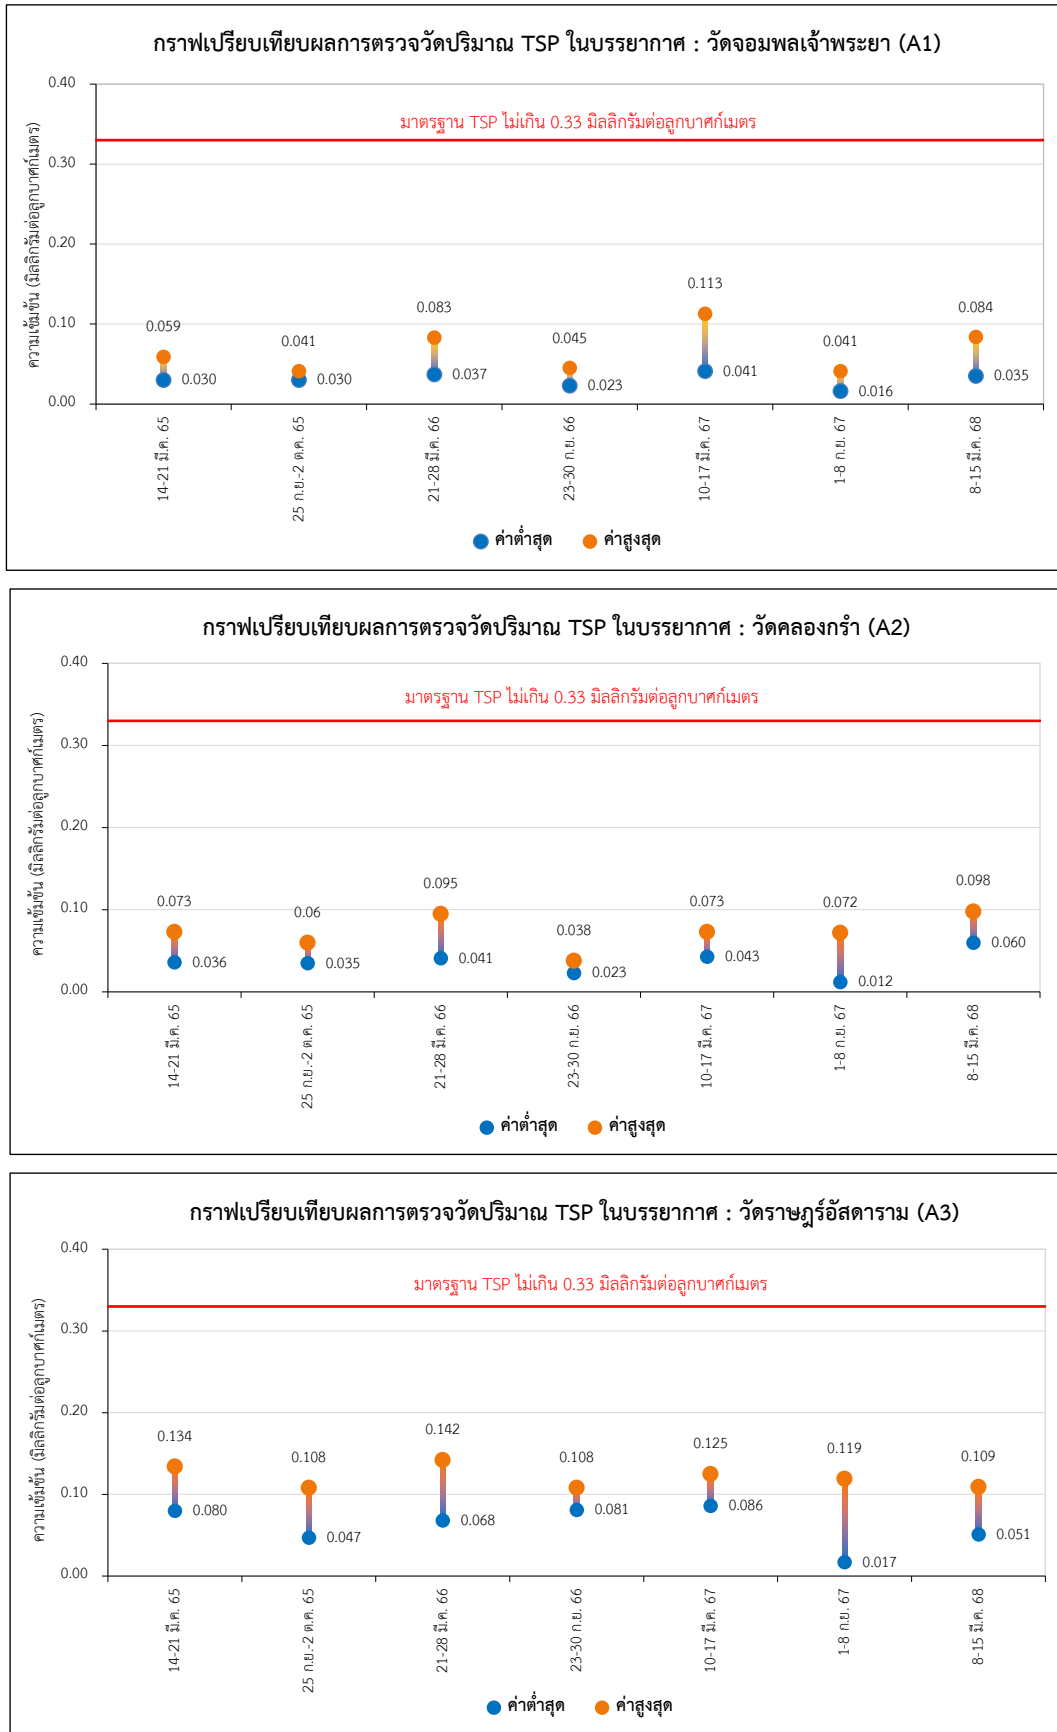 กราฟเปรียบเทียบผลการตรวจวัดปริมาณ TSP ในบรรยากาศ : วัดจอมพลเจ้าพระยา (A1)
ความเข้มข้น (มิลลิกรัมต่อลูกบาศก์เมตร)
0.40
0.30
0.20
0.10
0.00
มาตรฐาน TSP ไม่เกิน 0.33 มิลลิกรัมต่อลูกบาศก์เมตร
0.059 0.041 0.083 0.045 0.113 0.041 0.084
0.030 0.030 0.037 0.023 0.041 0.016 0.035
14-21 มี.ค. 65
25 ก.ย.-2 ต.ค. 65
21-28 มี.ค. 66
23-30 ก.ย. 66
10-17 มี.ค. 67
1-8 ก.ย. 67
8-15 มี.ค. 68
ค่าต่ำสุด ค่าสูงสุด
กราฟเปรียบเทียบผลการตรวจวัดปริมาณ TSP ในบรรยากาศ : วัดคลองกรำ (A2)
ความเข้มข้น (มิลลิกรัมต่อลูกบาศก์เมตร)
0.40
0.30
0.20
0.10
0.00
มาตรฐาน TSP ไม่เกิน 0.33 มิลลิกรัมต่อลูกบาศก์เมตร
0.073 0.06 0.095 0.038 0.073 0.072 0.098
0.036 0.035 0.041 0.023 0.043 0.012 0.060
14-21 มี.ค. 65
25 ก.ย.-2 ต.ค. 65
21-28 มี.ค. 66
23-30 ก.ย. 66
10-17 มี.ค. 67
1-8 ก.ย. 67
8-15 มี.ค. 68
ค่าต่ำสุด ค่าสูงสุด
กราฟเปรียบเทียบผลการตรวจวัดปริมาณ TSP ในบรรยากาศ : วัดราษฎร์อัสดาราม (A3)
ความเข้มข้น (มิลลิกรัมต่อลูกบาศก์เมตร)
0.40
0.30
0.20
0.10
0.00
มาตรฐาน TSP ไม่เกิน 0.33 มิลลิกรัมต่อลูกบาศก์เมตร
0.134 0.108 0.142 0.108 0.125 0.119 0.109
0.080 0.047 0.068 0.081 0.086 0.017 0.051
14-21 มี.ค. 65
25 ก.ย.-2 ต.ค. 65
21-28 มี.ค. 66
23-30 ก.ย. 66
10-17 มี.ค. 67
1-8 ก.ย. 67
8-15 มี.ค. 68
ค่าต่ำสุด ค่าสูงสุด